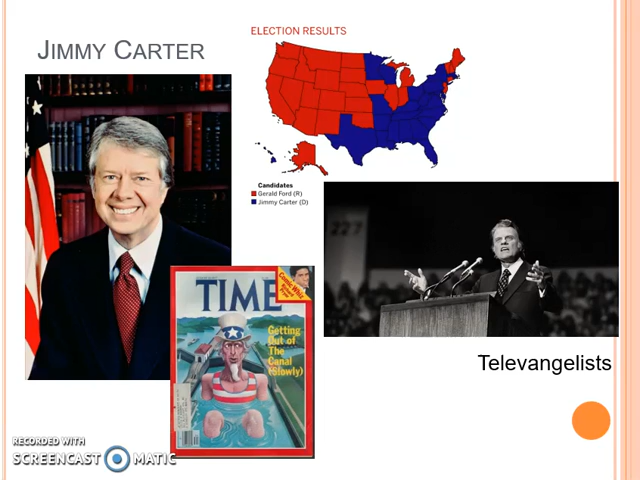 JIMMY CARTER
ELECTION RESULTS
Candidates
Gerald Ford (R)
Jimmy Carter (D)
227
TIME
Getting
Out of
The
Canal
(Slowly)
Televangelists
RECORDED WITH
SCREENCAST MATIC